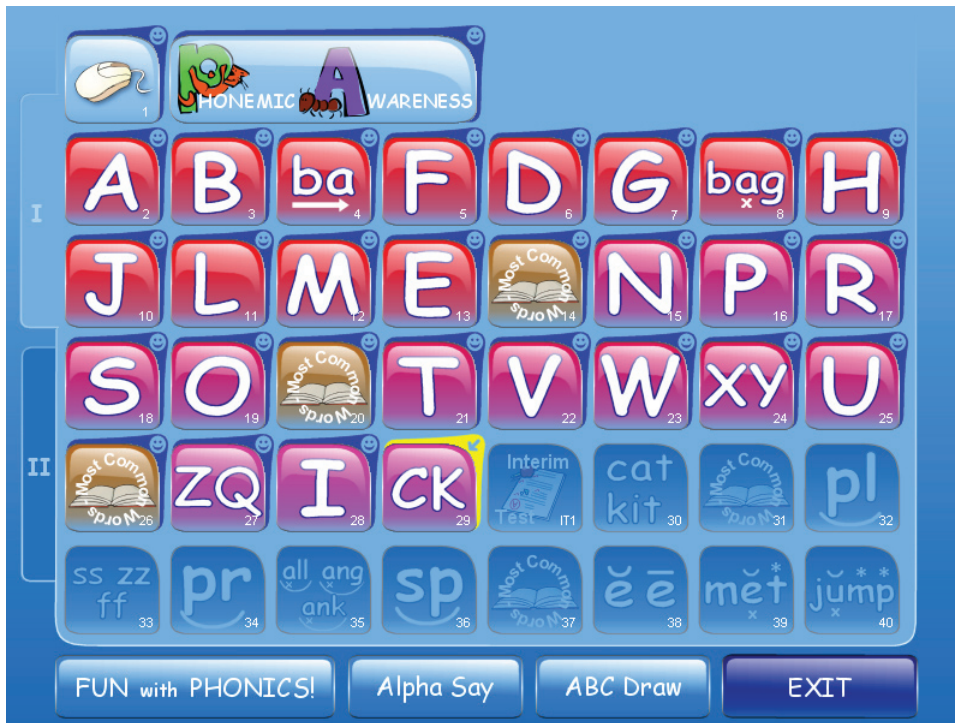 1
PHONEMIC AWARENESS
I
A 2
B 3
ba 4
F 5
D 6
G 7
bag x 8
H 9
J 10
L 11
M 12
E 13
Most Common Words 14
N 15
P 16
R 17
S 18
O 19
Most Common Words 20
T 21
V 22
W 23
XY 24
U 25
II
Most Common Words 26
ZQ 27
I 28
CK 29
Interim
Test IT1
cat
kit 30
Most Common Words 31
pl 32
ss zz
ff 33
pr 34
all ang
ank 35
sp 36
Most Common Words 37
ĕ ē 38
mĕt * x 39
jŭmp * * x 40
FUN with PHONICS!
Alpha Say
ABC Draw
EXIT